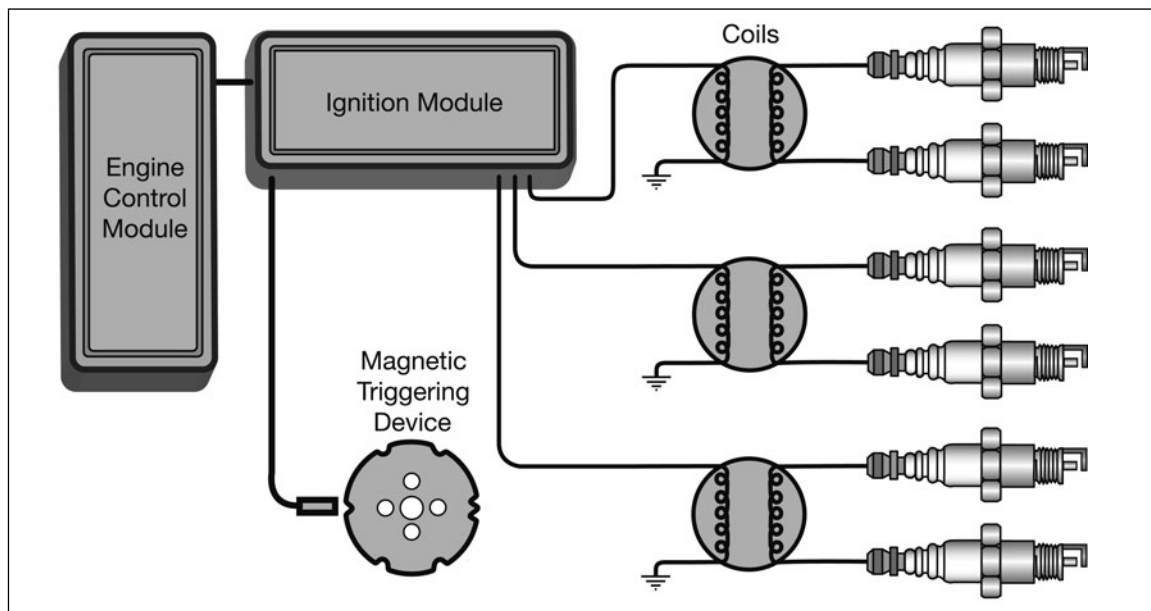 Coils
Ignition Module
Engine
Control
Module
Magnetic
Triggering
Device